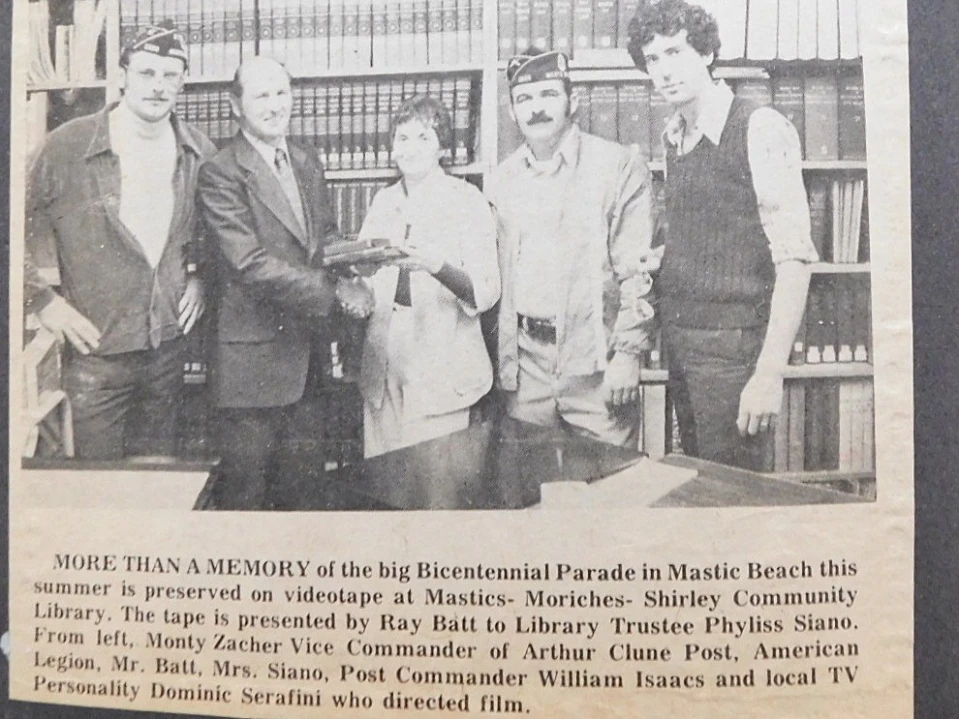 MORE THAN A MEMORY of the big Bicentennial Parade in Mastic Beach this
summer is preserved on videotape at Mastics- Moriches- Shirley Community
Library. The tape is presented by Ray Batt to Library Trustee Phyliss Siano.
From left, Monty Zacher Vice Commander of Arthur Clune Post, American
Legion, Mr. Batt, Mrs. Siano, Post Commander William Isaacs and local TV
Personality Dominic Serafini who directed film.